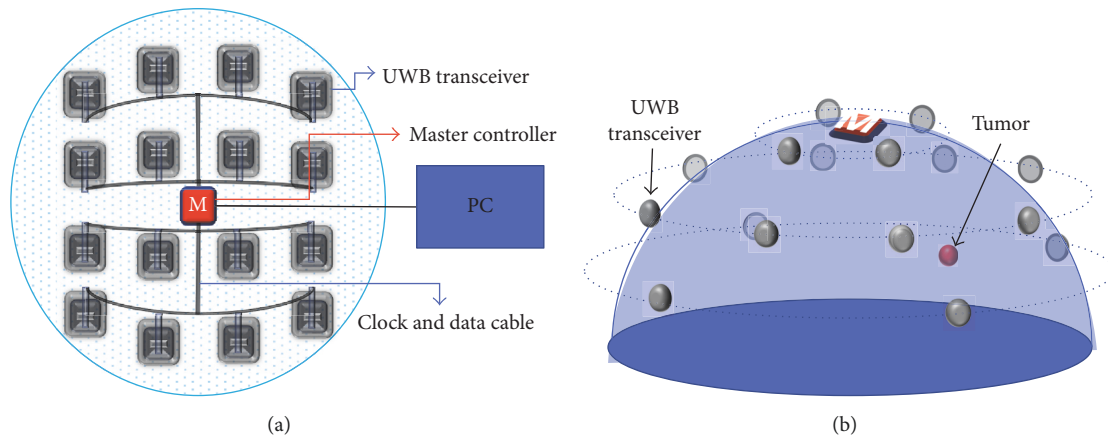 UWB transceiver
Master controller
M
PC
Clock and data cable
(a)
UWB
transceiver
M
Tumor
(b)